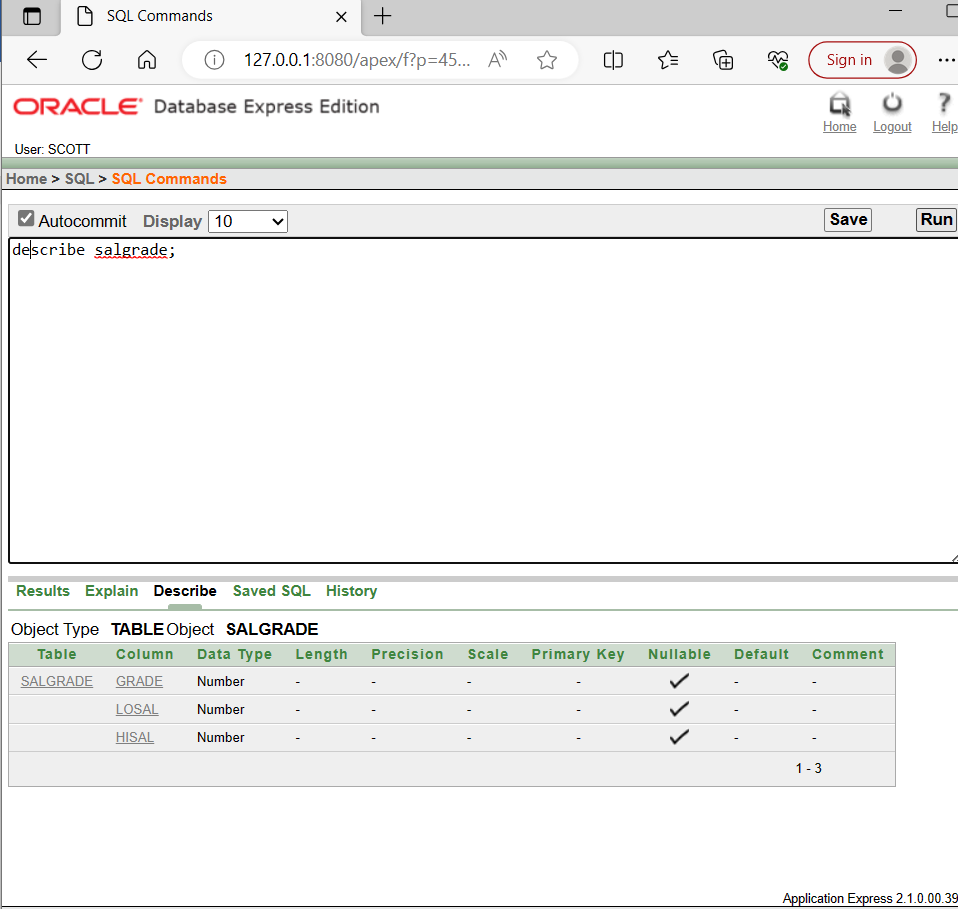 SQL Commands
127.0.0.1:8080/apex/f?p=45... A Sign in
ORACLE Database Express Edition
Home Logout Help
User: SCOTT
Home > SQL > SQL Commands
Autocommit Display 10 Save Run
describe salgrade;
Results Explain Describe Saved SQL History
Object Type TABLE Object SALGRADE
Table Column Data Type Length Precision Scale Primary Key Nullable Default Comment
SALGRADE GRADE Number - - - - - -
LOSAL Number - - - - - -
HISAL Number - - - - - -
1 - 3
Application Express 2.1.0.00.39